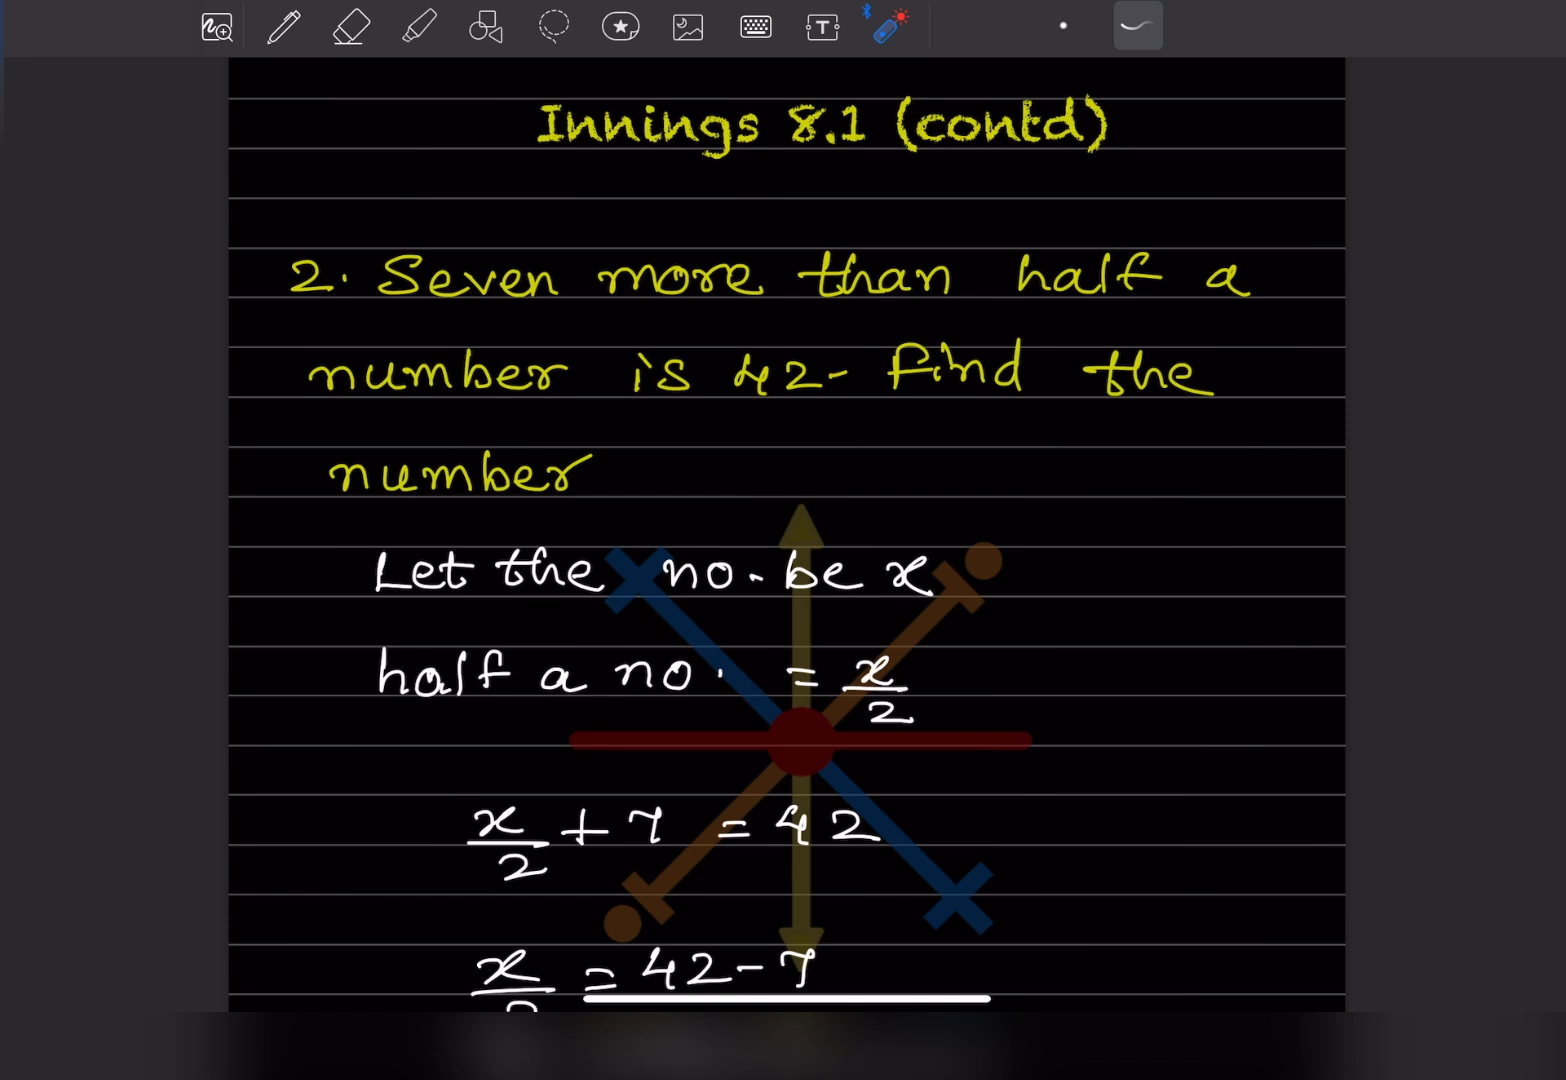 Innings 8.1 (contd)
2. Seven more than half a
number is 42- find the
number
Let the no. be x
half a no. = x/2
x/2 + 7 = 42
x/2 = 42 - 7